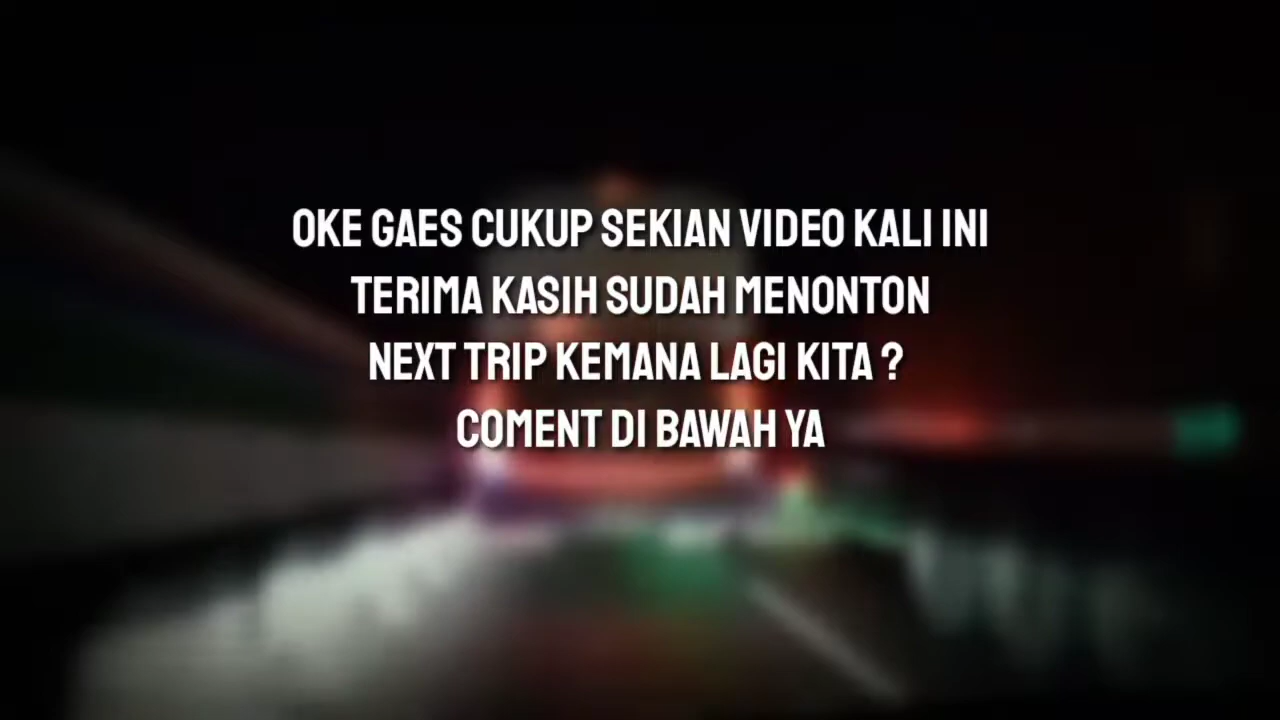 OKE GAES CUKUP SEKIAN VIDEO KALI INI
TERIMA KASIH SUDAH MENONTON
NEXT TRIP KEMANA LAGI KITA ?
COMENT DI BAWAH YA